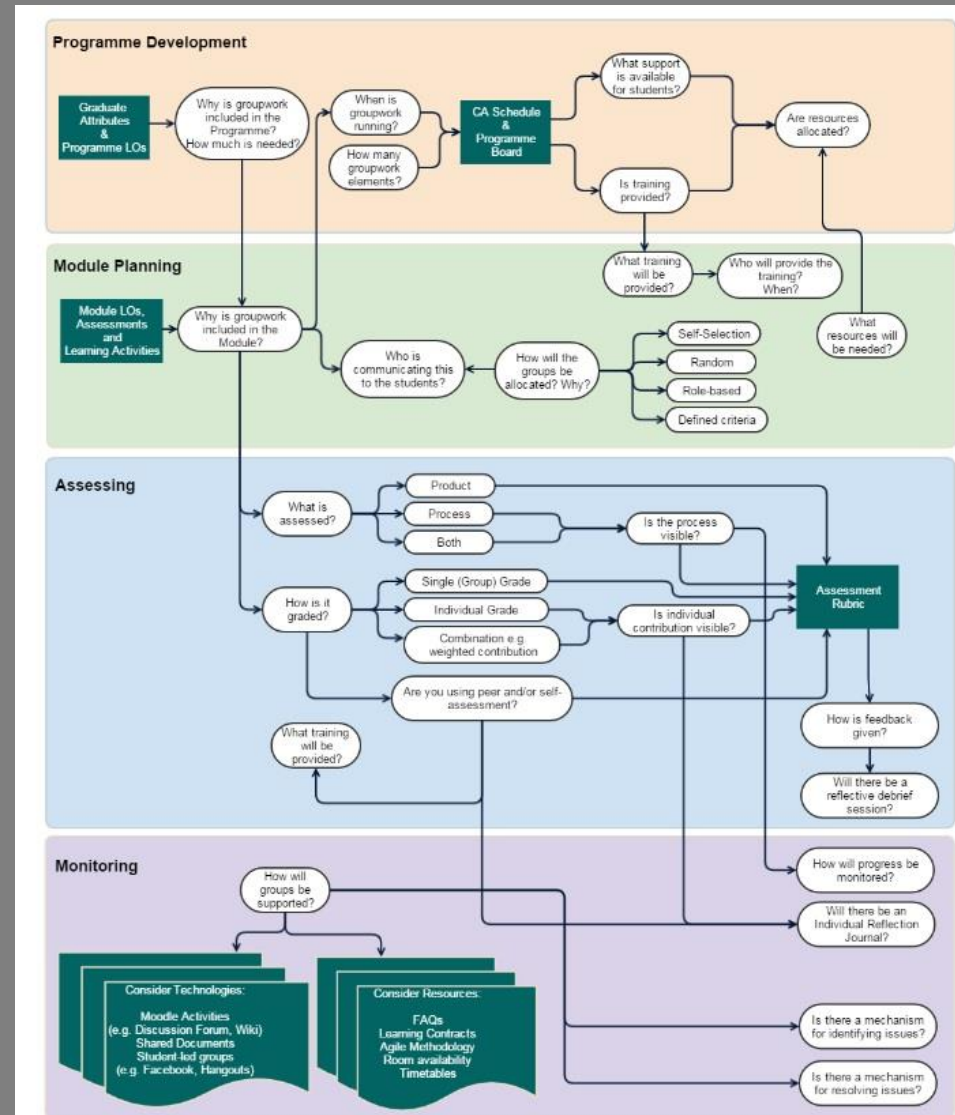 Programme Development
Graduate
Attributes
&
Programme LOs
Why is groupwork
included in the
Programme?
How much is needed?
When is
groupwork
running?
How many
groupwork
elements?
CA Schedule
&
Programme
Board
What support
is available
for students?
Is training
provided?
Are resources
allocated?
Module Planning
What training
will be
provided?
Who will provide the
training?
When?
Module LOs,
Assessments
and
Learning Activities
Why is groupwork
included in the
Module?
Who is
communicating this
to the students?
How will the
groups be
allocated? Why?
Self-Selection
Random
Role-based
Defined criteria
What
resources will
be needed?
Assessing
What is
assessed?
Product
Process
Both
Is the process
visible?
How is it
graded?
Single (Group) Grade
Individual Grade
Combination e.g.
weighted contribution
Is individual
contribution visible?
Assessment
Rubric
Are you using peer and/or self-
assessment?
What training
will be
provided?
How is feedback
given?
Will there be a
reflective debrief
session?
Monitoring
How will
groups be
supported?
How will progress be
monitored?
Will there be an
Individual Reflection
Journal?
Consider Technologies:
Moodle Activities
(e.g. Discussion Forum, Wiki)
Shared Documents
Student-led groups
(e.g. Facebook, Hangouts)
Consider Resources:
FAQs
Learning Contracts
Agile Methodology
Room availability
Timetables
Is there a mechanism
for identifying issues?
Is there a mechanism
for resolving issues?